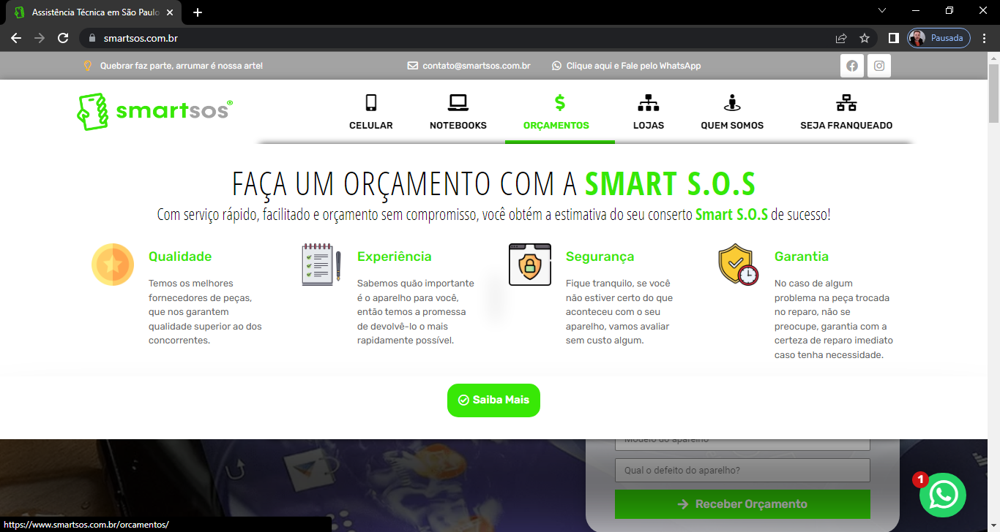 Assistência Técnica em São Paulo
smartsos.com.br
Pausada
Quebrar faz parte, arrumar é nossa arte!
contato@smartsos.com.br
Clique aqui e Fale pelo WhatsApp
smartsos®
CELULAR
NOTEBOOKS
ORÇAMENTOS
LOJAS
QUEM SOMOS
SEJA FRANQUEADO
FAÇA UM ORÇAMENTO COM A SMART S.O.S
Com serviço rápido, facilitado e orçamento sem compromisso, você obtém a estimativa do seu conserto Smart S.O.S de sucesso!
Qualidade
Temos os melhores
fornecedores de peças,
que nos garantem
qualidade superior ao dos
concorrentes.
Experiência
Sabemos quão importante
é o aparelho para você,
então temos a promessa
de devolvê-lo o mais
rapidamente possível.
Segurança
Fique tranquilo, se você
não estiver certo do que
aconteceu com o seu
aparelho, vamos avaliar
sem custo algum.
Garantia
No caso de algum
problema na peça trocada
no reparo, não se
preocupe, garantia com a
certeza de reparo imediato
caso tenha necessidade.
Saiba Mais
Modelo do aparelho
Qual o defeito do aparelho?
Receber Orçamento
1
https://www.smartsos.com.br/orcamentos/